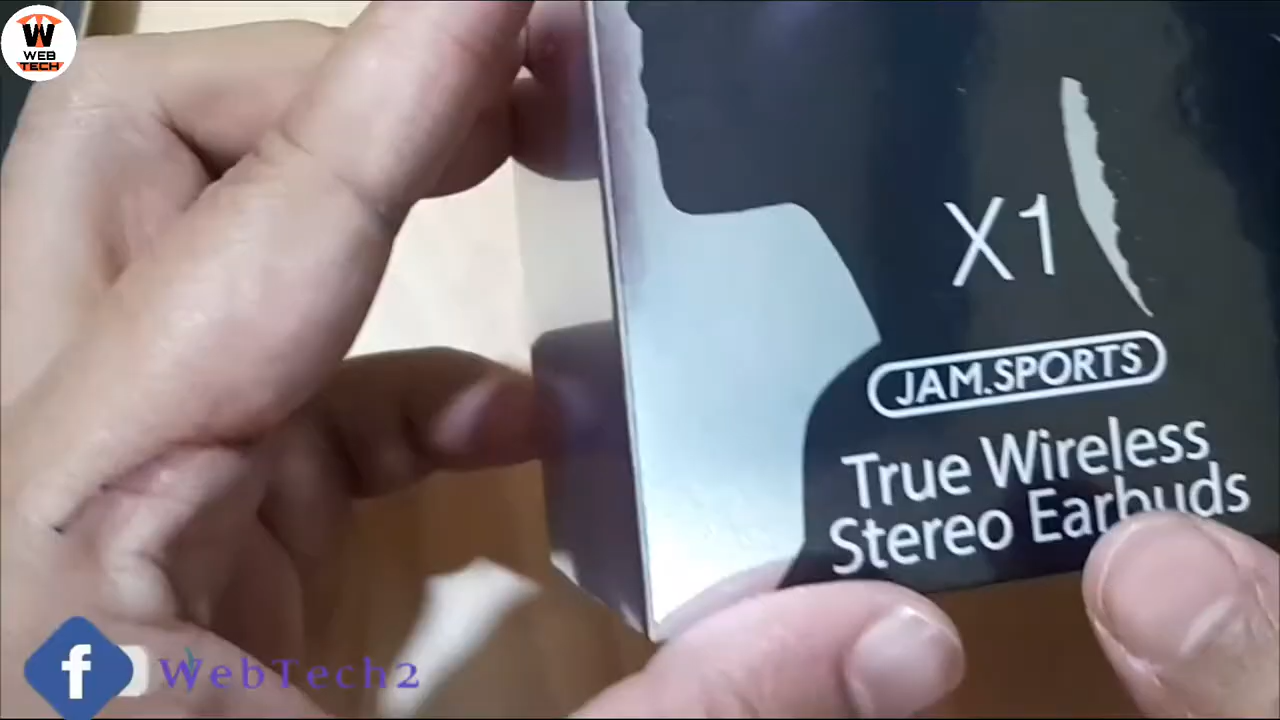 W
WEB
TECH
X1
JAM.SPORTS
True Wireless
Stereo Earbuds
f
WebTech2